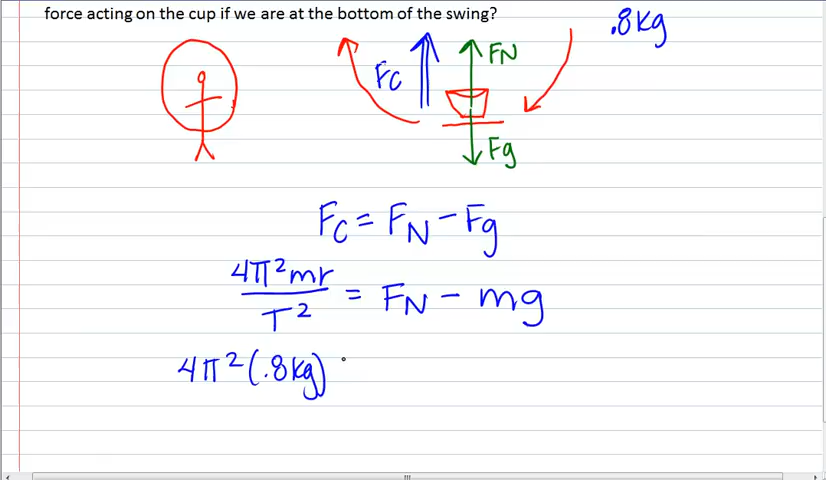 force acting on the cup if we are at the bottom of the swing?
.8kg
FN
Fc
Fg
Fc = FN - Fg
4π²mr / T² = FN - mg
4π²(.8kg)